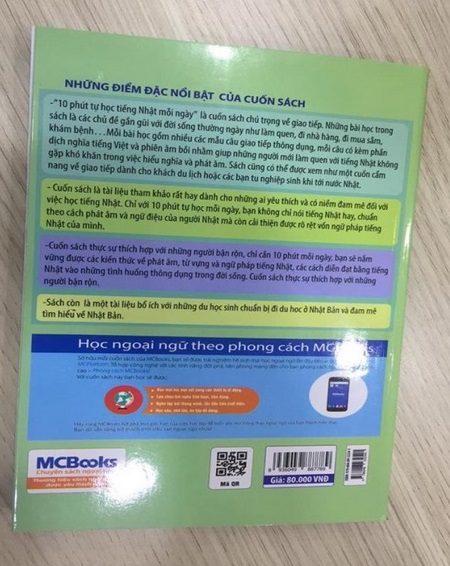 NHỮNG ĐIỂM ĐẶC NỔI BẬT CỦA CUỐN SÁCH
-"10 phút tự học tiếng Nhật mỗi ngày" là cuốn sách chú trọng về giao tiếp. Những bài học trong
sách là các chủ đề gần gũi với đời sống thường ngày như làm quen, đi nhà hàng, đi mua sắm,
khám bệnh…Mỗi bài học gồm nhiều các mẫu câu giao tiếp thông dụng, mỗi câu có kèm phần
dịch nghĩa tiếng Việt và phiên âm bồi nhằm giúp những người mới làm quen với tiếng Nhật không
gặp khó khăn trong việc hiểu nghĩa và phát âm. Sách cũng có thể được xem như một cuốn cẩm
nang về giao tiếp dành cho khách du lịch hoặc các bạn tu nghiệp sinh khi tới nước Nhật.
- Cuốn sách là tài liệu tham khảo rất hay dành cho những ai yêu thích và có niềm đam mê đối với
việc học tiếng Nhật. Chỉ với 10 phút tự học mỗi ngày, bạn không chỉ nói tiếng Nhật hay, chuẩn
theo cách phát âm và ngữ điệu của người Nhật mà còn cải thiện được rõ rệt vốn ngữ pháp tiếng
Nhật của mình.
-Cuốn sách thực sự thích hợp với những người bận rộn, chỉ cần 10 phút mỗi ngày, bạn sẽ nắm
vững được các kiến thức về phát âm, từ vựng và ngữ pháp tiếng Nhật, các cách diễn đạt bằng tiếng
Nhật vào những tình huống thông dụng trong đời sống. Cuốn sách thực sự thích hợp với những
người bận rộn.
-Sách còn là một tài liệu bổ ích với những du học sinh chuẩn bị đi du học ở Nhật Bản và đam mê
tìm hiểu về Nhật Bản.
Học ngoại ngữ theo phong cách MCBooks
MCBooks
Chuyên sách ngoại ngữ
Thương hiệu sách
được yêu thích
Mã QR
Giá: 80.000 VNĐ